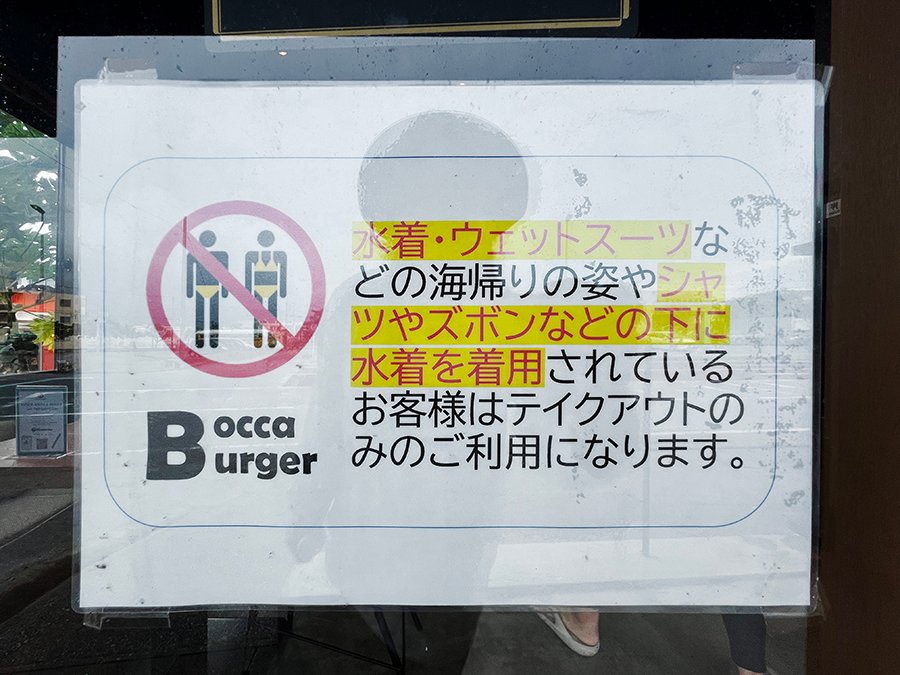 水着・ウェットスーツな
どの海帰りの姿やシャ
ツやズボンなどの下に
水着を着用されている
お客様はテイクアウトの
みのご利用になります。
Bocca
Burger